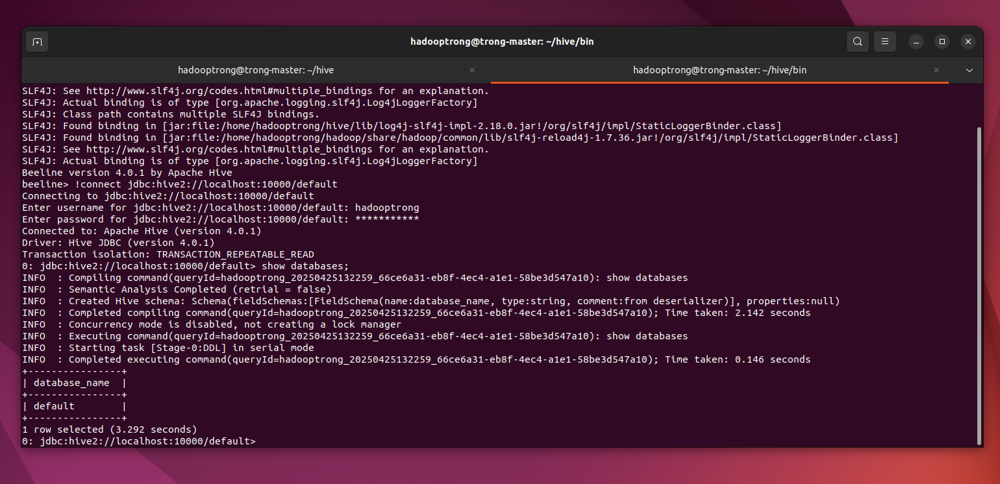 hadooptrong@trong-master: ~/hive/bin
hadooptrong@trong-master: ~/hive
hadooptrong@trong-master: ~/hive/bin
SLF4J: See http://www.slf4j.org/codes.html#multiple_bindings for an explanation.
SLF4J: Actual binding is of type [org.apache.logging.slf4j.Log4jLoggerFactory]
SLF4J: Class path contains multiple SLF4J bindings.
SLF4J: Found binding in [jar:file:/home/hadooptrong/hive/lib/log4j-slf4j-impl-2.18.0.jar!/org/slf4j/impl/StaticLoggerBinder.class]
SLF4J: Found binding in [jar:file:/home/hadooptrong/hadoop/share/hadoop/common/lib/slf4j-reload4j-1.7.36.jar!/org/slf4j/impl/StaticLoggerBinder.class]
SLF4J: See http://www.slf4j.org/codes.html#multiple_bindings for an explanation.
SLF4J: Actual binding is of type [org.apache.logging.slf4j.Log4jLoggerFactory]
Beeline version 4.0.1 by Apache Hive
beeline> !connect jdbc:hive2://localhost:10000/default
Connecting to jdbc:hive2://localhost:10000/default
Enter username for jdbc:hive2://localhost:10000/default: hadooptrong
Enter password for jdbc:hive2://localhost:10000/default: ***********
Connected to: Apache Hive (version 4.0.1)
Driver: Hive JDBC (version 4.0.1)
Transaction isolation: TRANSACTION_REPEATABLE_READ
0: jdbc:hive2://localhost:10000/default> show databases;
INFO  : Compiling command(queryId=hadooptrong_20250425132259_66ce6a31-eb8f-4ec4-a1e1-58be3d547a10): show databases
INFO  : Semantic Analysis Completed (retrial = false)
INFO  : Created Hive schema: Schema(fieldSchemas:[FieldSchema(name:database_name, type:string, comment:from deserializer)], properties:null)
INFO  : Completed compiling command(queryId=hadooptrong_20250425132259_66ce6a31-eb8f-4ec4-a1e1-58be3d547a10); Time taken: 2.142 seconds
INFO  : Concurrency mode is disabled, not creating a lock manager
INFO  : Executing command(queryId=hadooptrong_20250425132259_66ce6a31-eb8f-4ec4-a1e1-58be3d547a10): show databases
INFO  : Starting task [Stage-0:DDL] in serial mode
INFO  : Completed executing command(queryId=hadooptrong_20250425132259_66ce6a31-eb8f-4ec4-a1e1-58be3d547a10); Time taken: 0.146 seconds
+----------------+
| database_name  |
+----------------+
| default        |
+----------------+
1 row selected (3.292 seconds)
0: jdbc:hive2://localhost:10000/default>